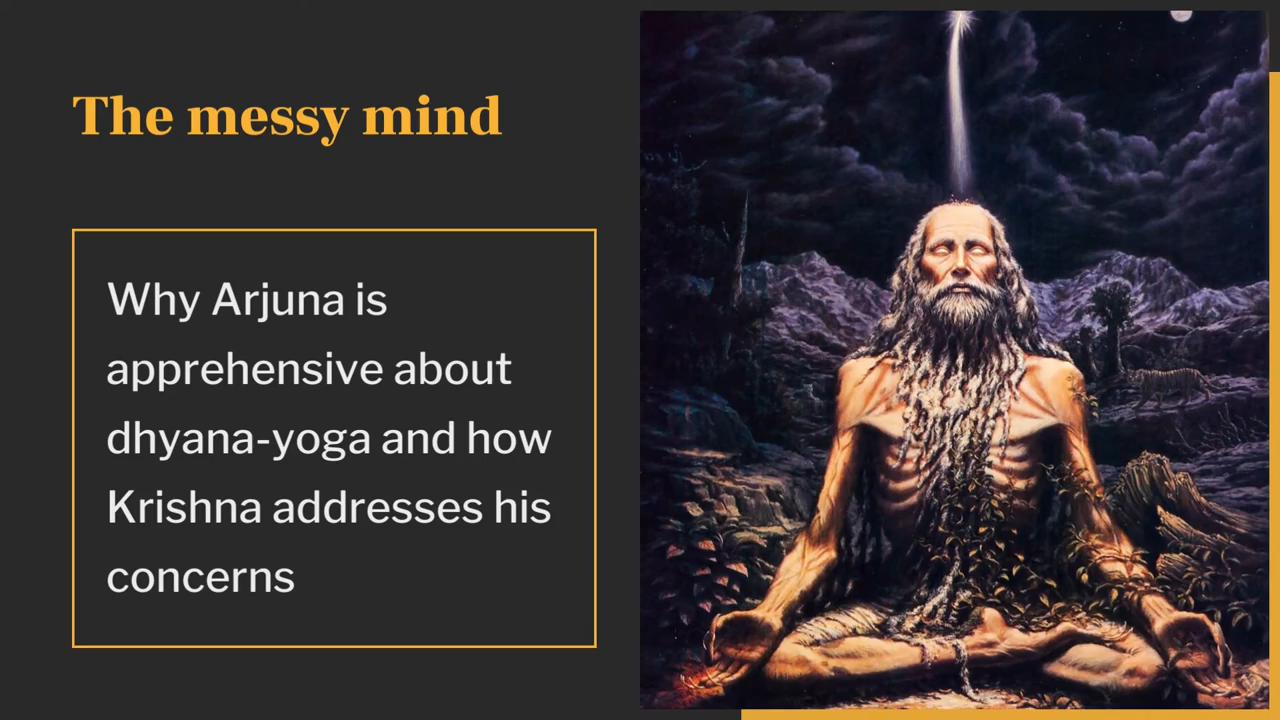 The messy mind
Why Arjuna is
apprehensive about
dhyana-yoga and how
Krishna addresses his
concerns